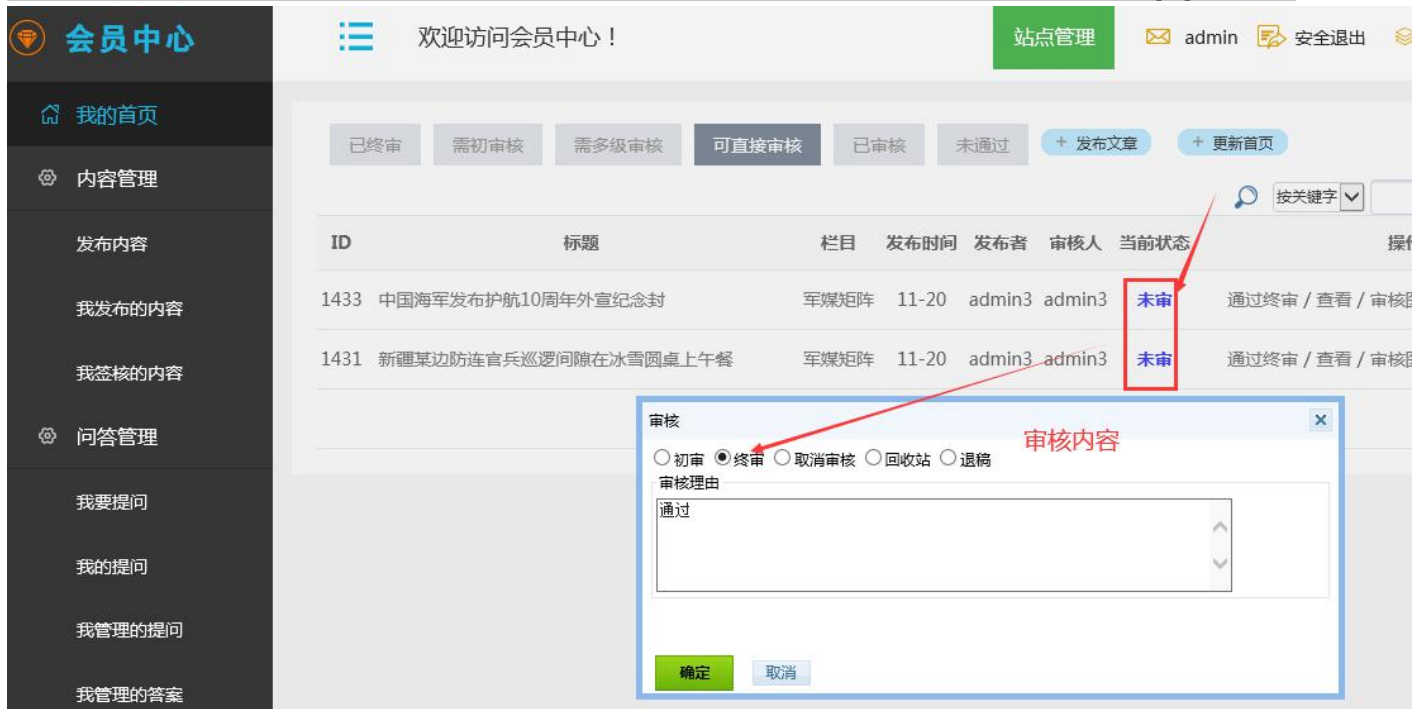 会员中心
欢迎访问会员中心！
站点管理
admin
安全退出
我的首页
内容管理
发布内容
我发布的内容
我签核的内容
问答管理
我要提问
我的提问
我管理的提问
我管理的答案
已终审 需初审核 需多级审核 可直接审核 已审核 未通过 + 发布文章 + 更新首页
按关键字
ID 标题 栏目 发布时间 发布者 审核人 当前状态
1433 中国海军发布护航10周年外宣纪念封 军媒矩阵 11-20 admin3 admin3 未审 通过终审 / 查看 / 审核
1431 新疆某边防连官兵巡逻间隙在冰雪圆桌上午餐 军媒矩阵 11-20 admin3 admin3 未审 通过终审 / 查看 / 审核
审核
审核内容
初审 终审 取消审核 回收站 退稿
审核理由
通过
确定 取消